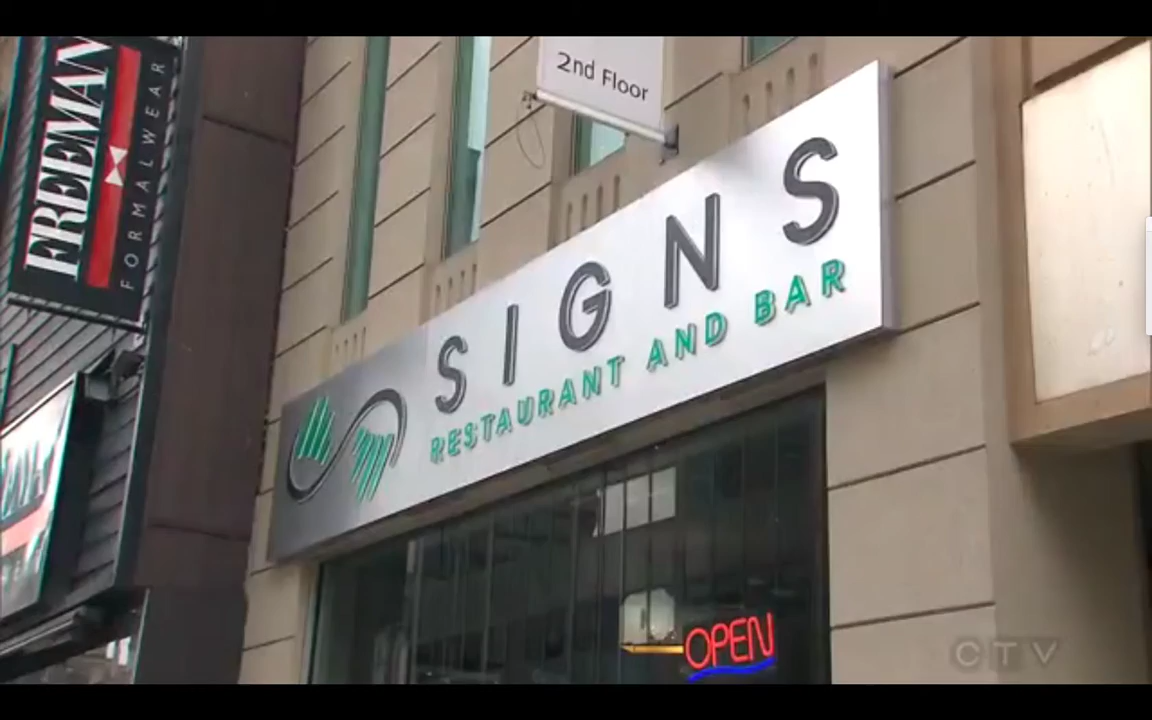 FREEMAN
FORMALWEAR
2nd Floor
SIGNS
RESTAURANT AND BAR
OPEN
CTV